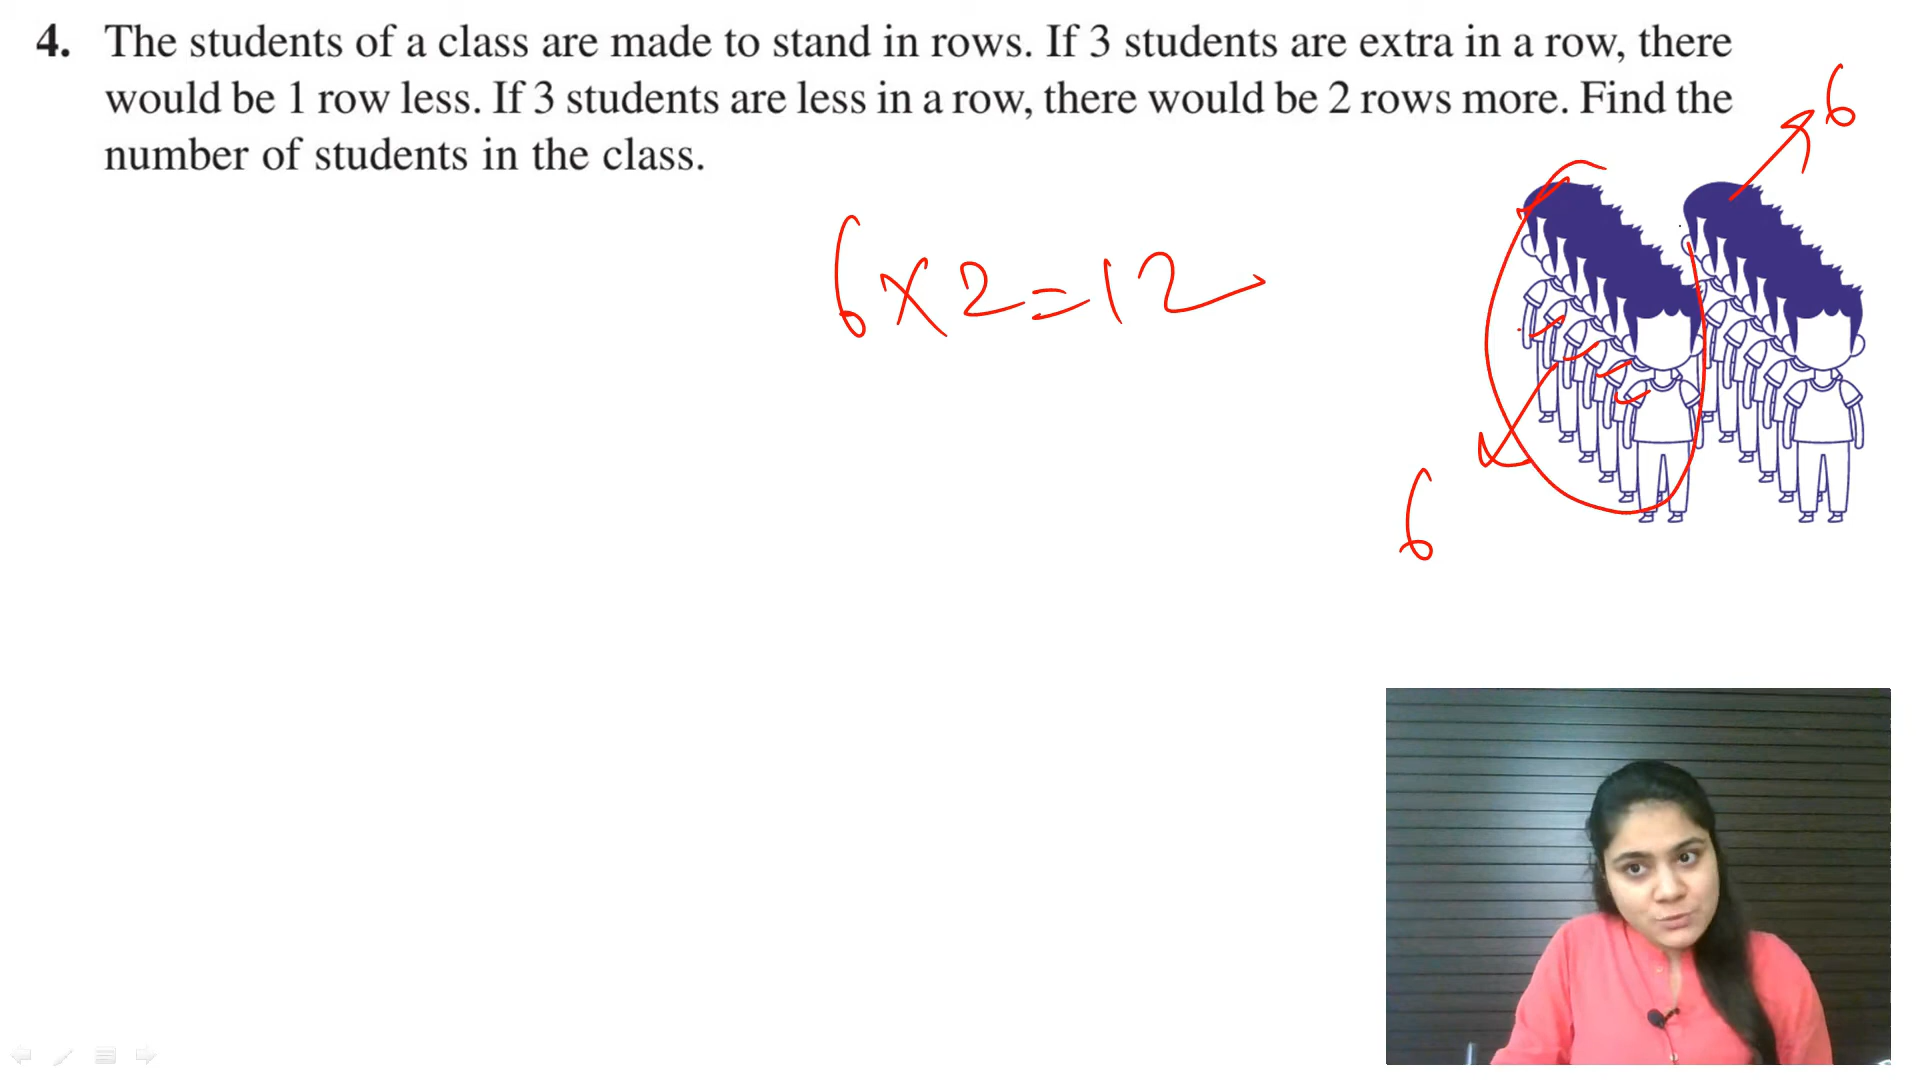 4. The students of a class are made to stand in rows. If 3 students are extra in a row, there
would be 1 row less. If 3 students are less in a row, there would be 2 rows more. Find the
number of students in the class.
6
6 x 2 = 12
6